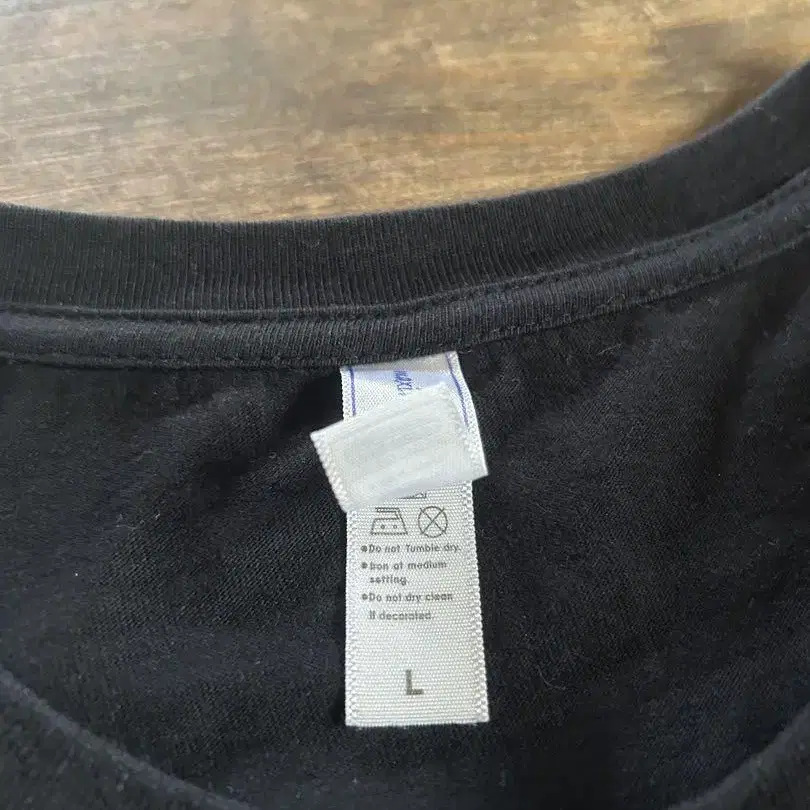 ●Do not Tumble dry.
●Iron at medium
setting.
●Do not dry clean
If decorated.
L